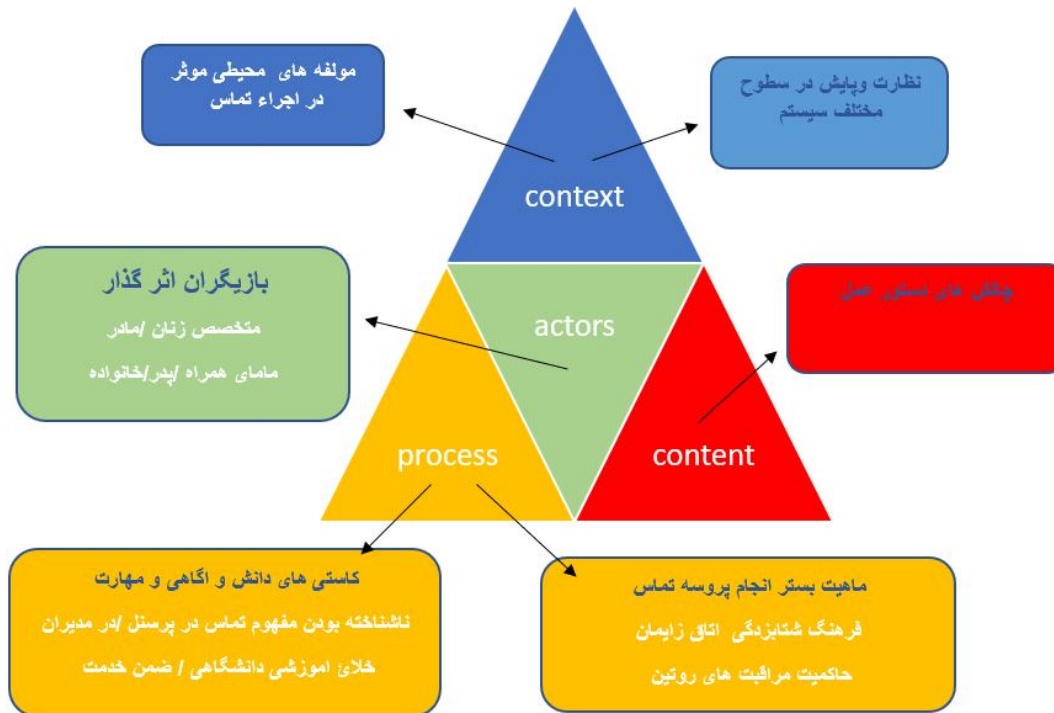 مولفه های محیطی موثر
در اجراء تماس
نظارت وپایش در سطوح
مختلف سیستم
context
بازیگران اثر گذار
متخصص زنان /مادر
مامای همراه /پدر/خانواده
actors
چالش های دستور عمل
process
content
کاستی های دانش و اگاهی و مهارت
ناشناخته بودن مفهوم تماس در پرسنل /در مدیران
خلائ اموزشی دانشگاهی / ضمن خدمت
ماهیت بستر انجام پروسه تماس
فرهنگ شتابزدگی اتاق زایمان
حاکمیت مراقبت های روتین